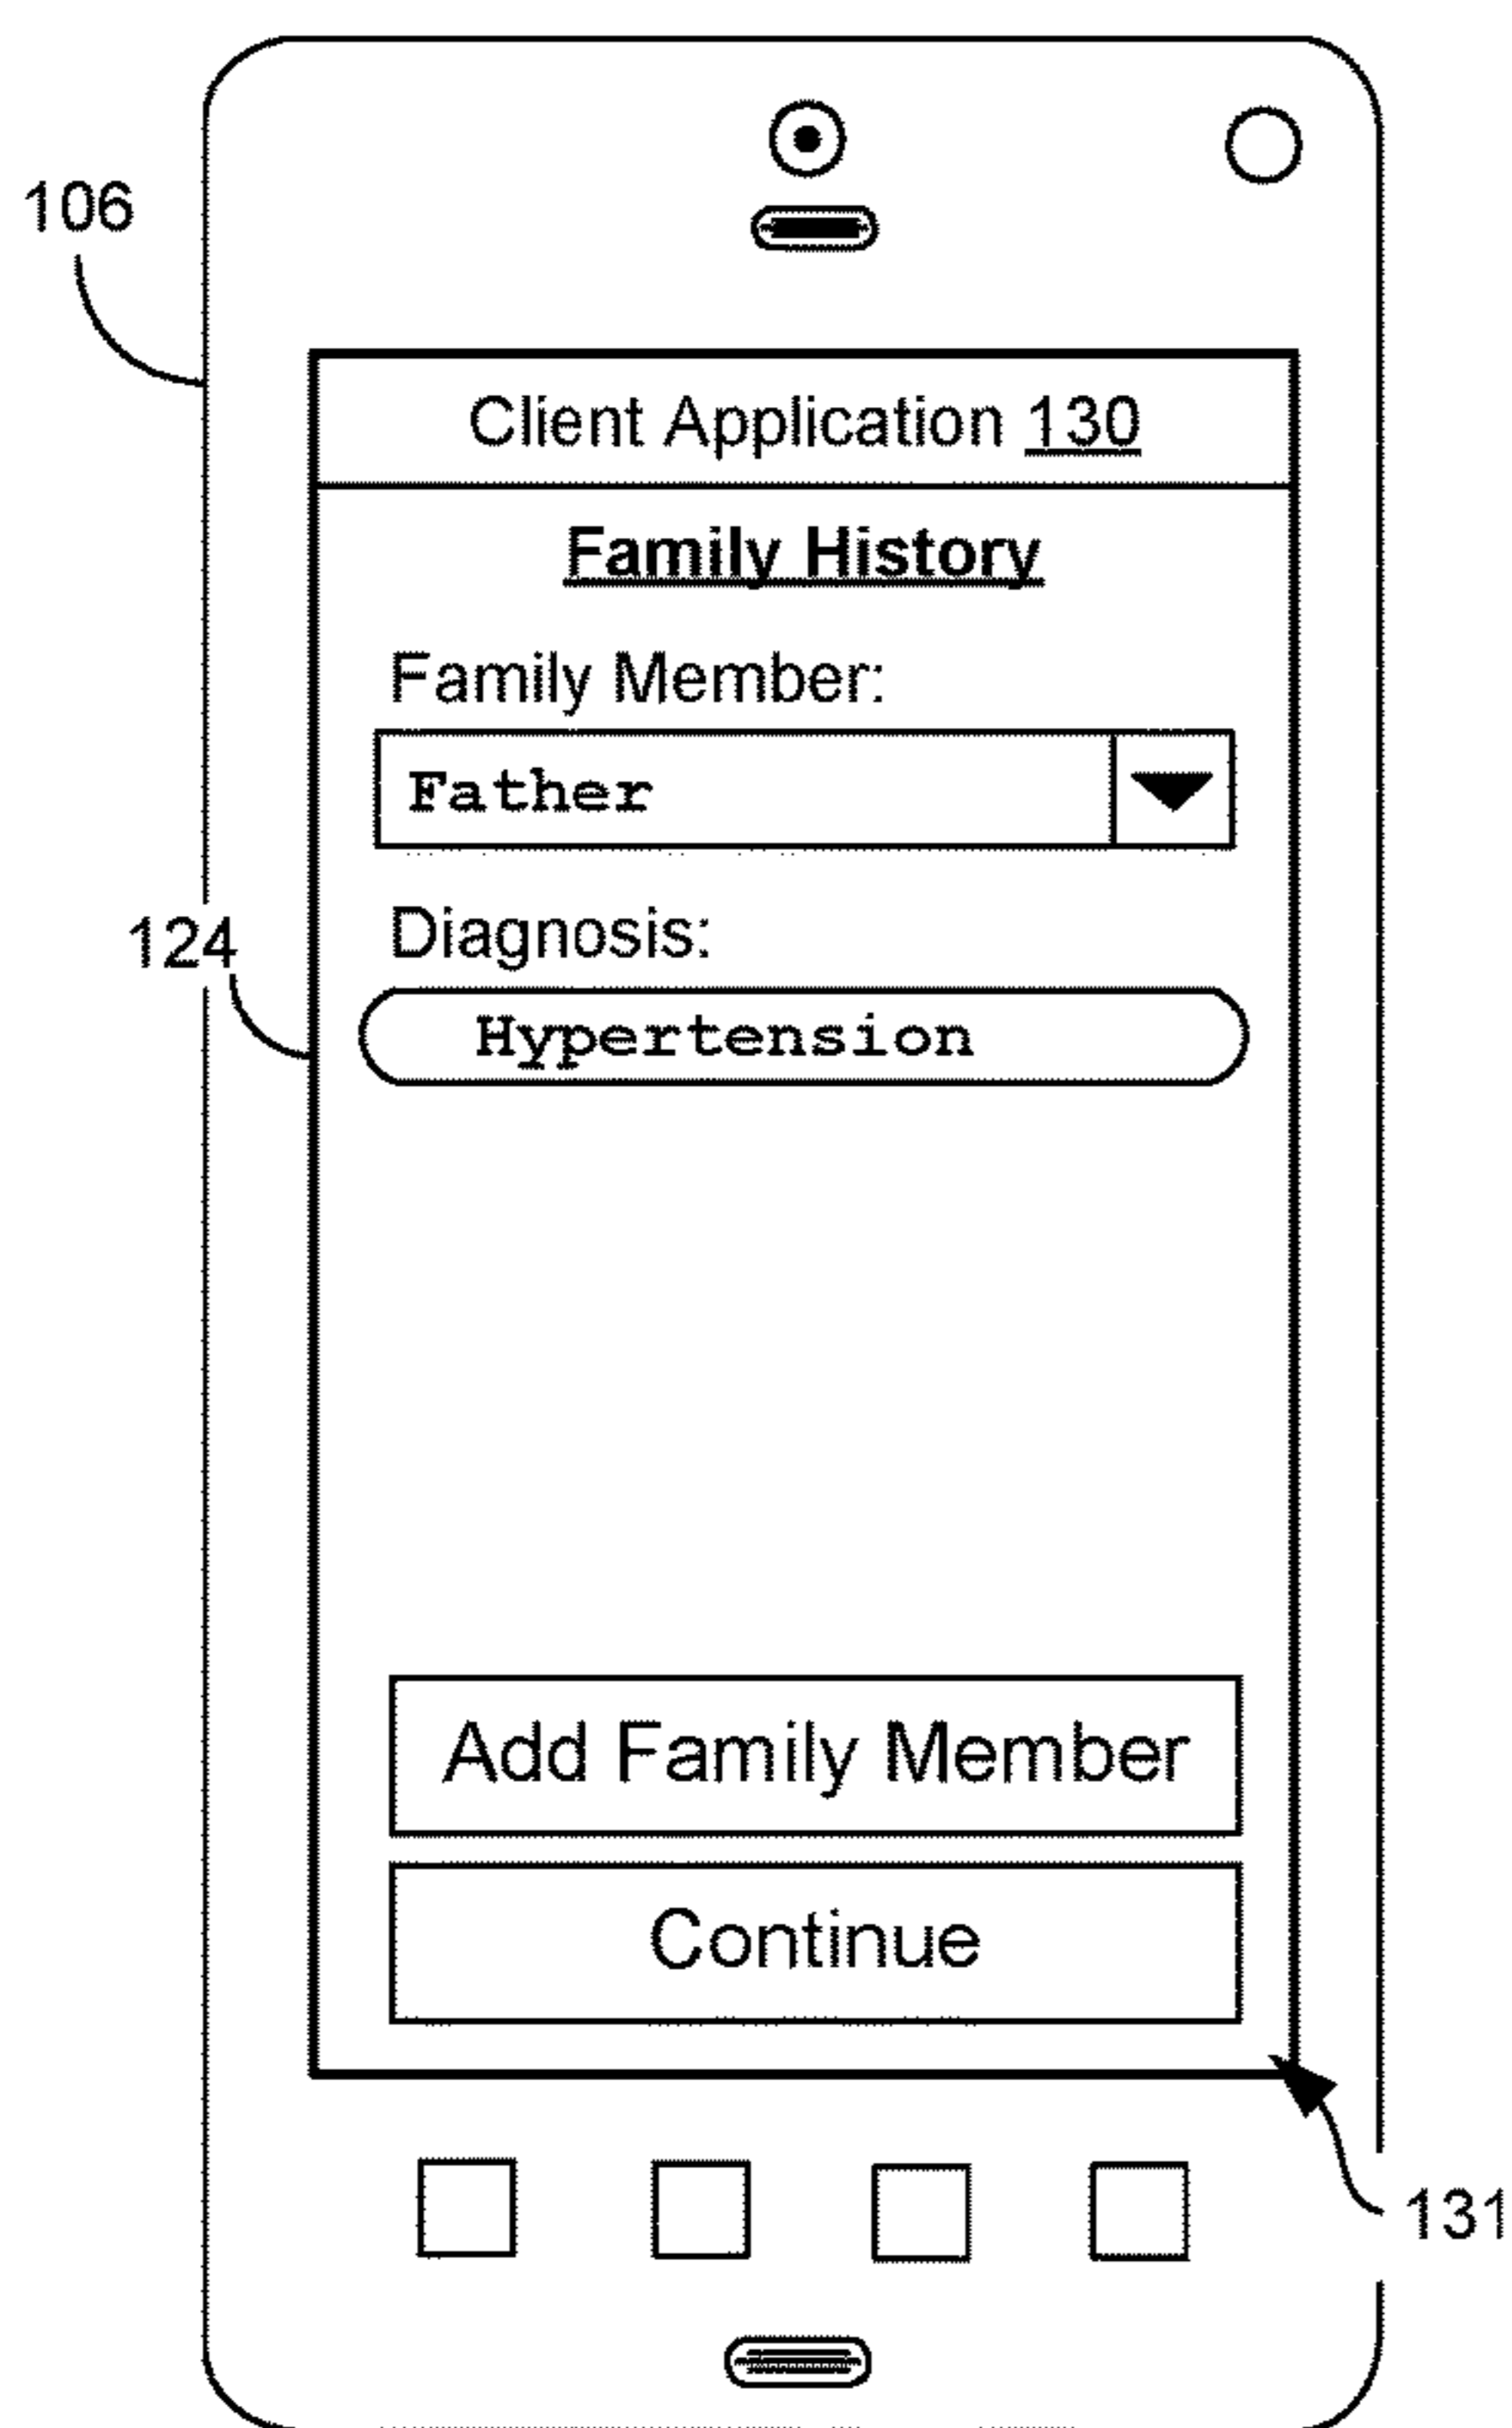 106
Client Application 130
Family History
Family Member:
Father
124
Diagnosis:
Hypertension
Add Family Member
Continue
131